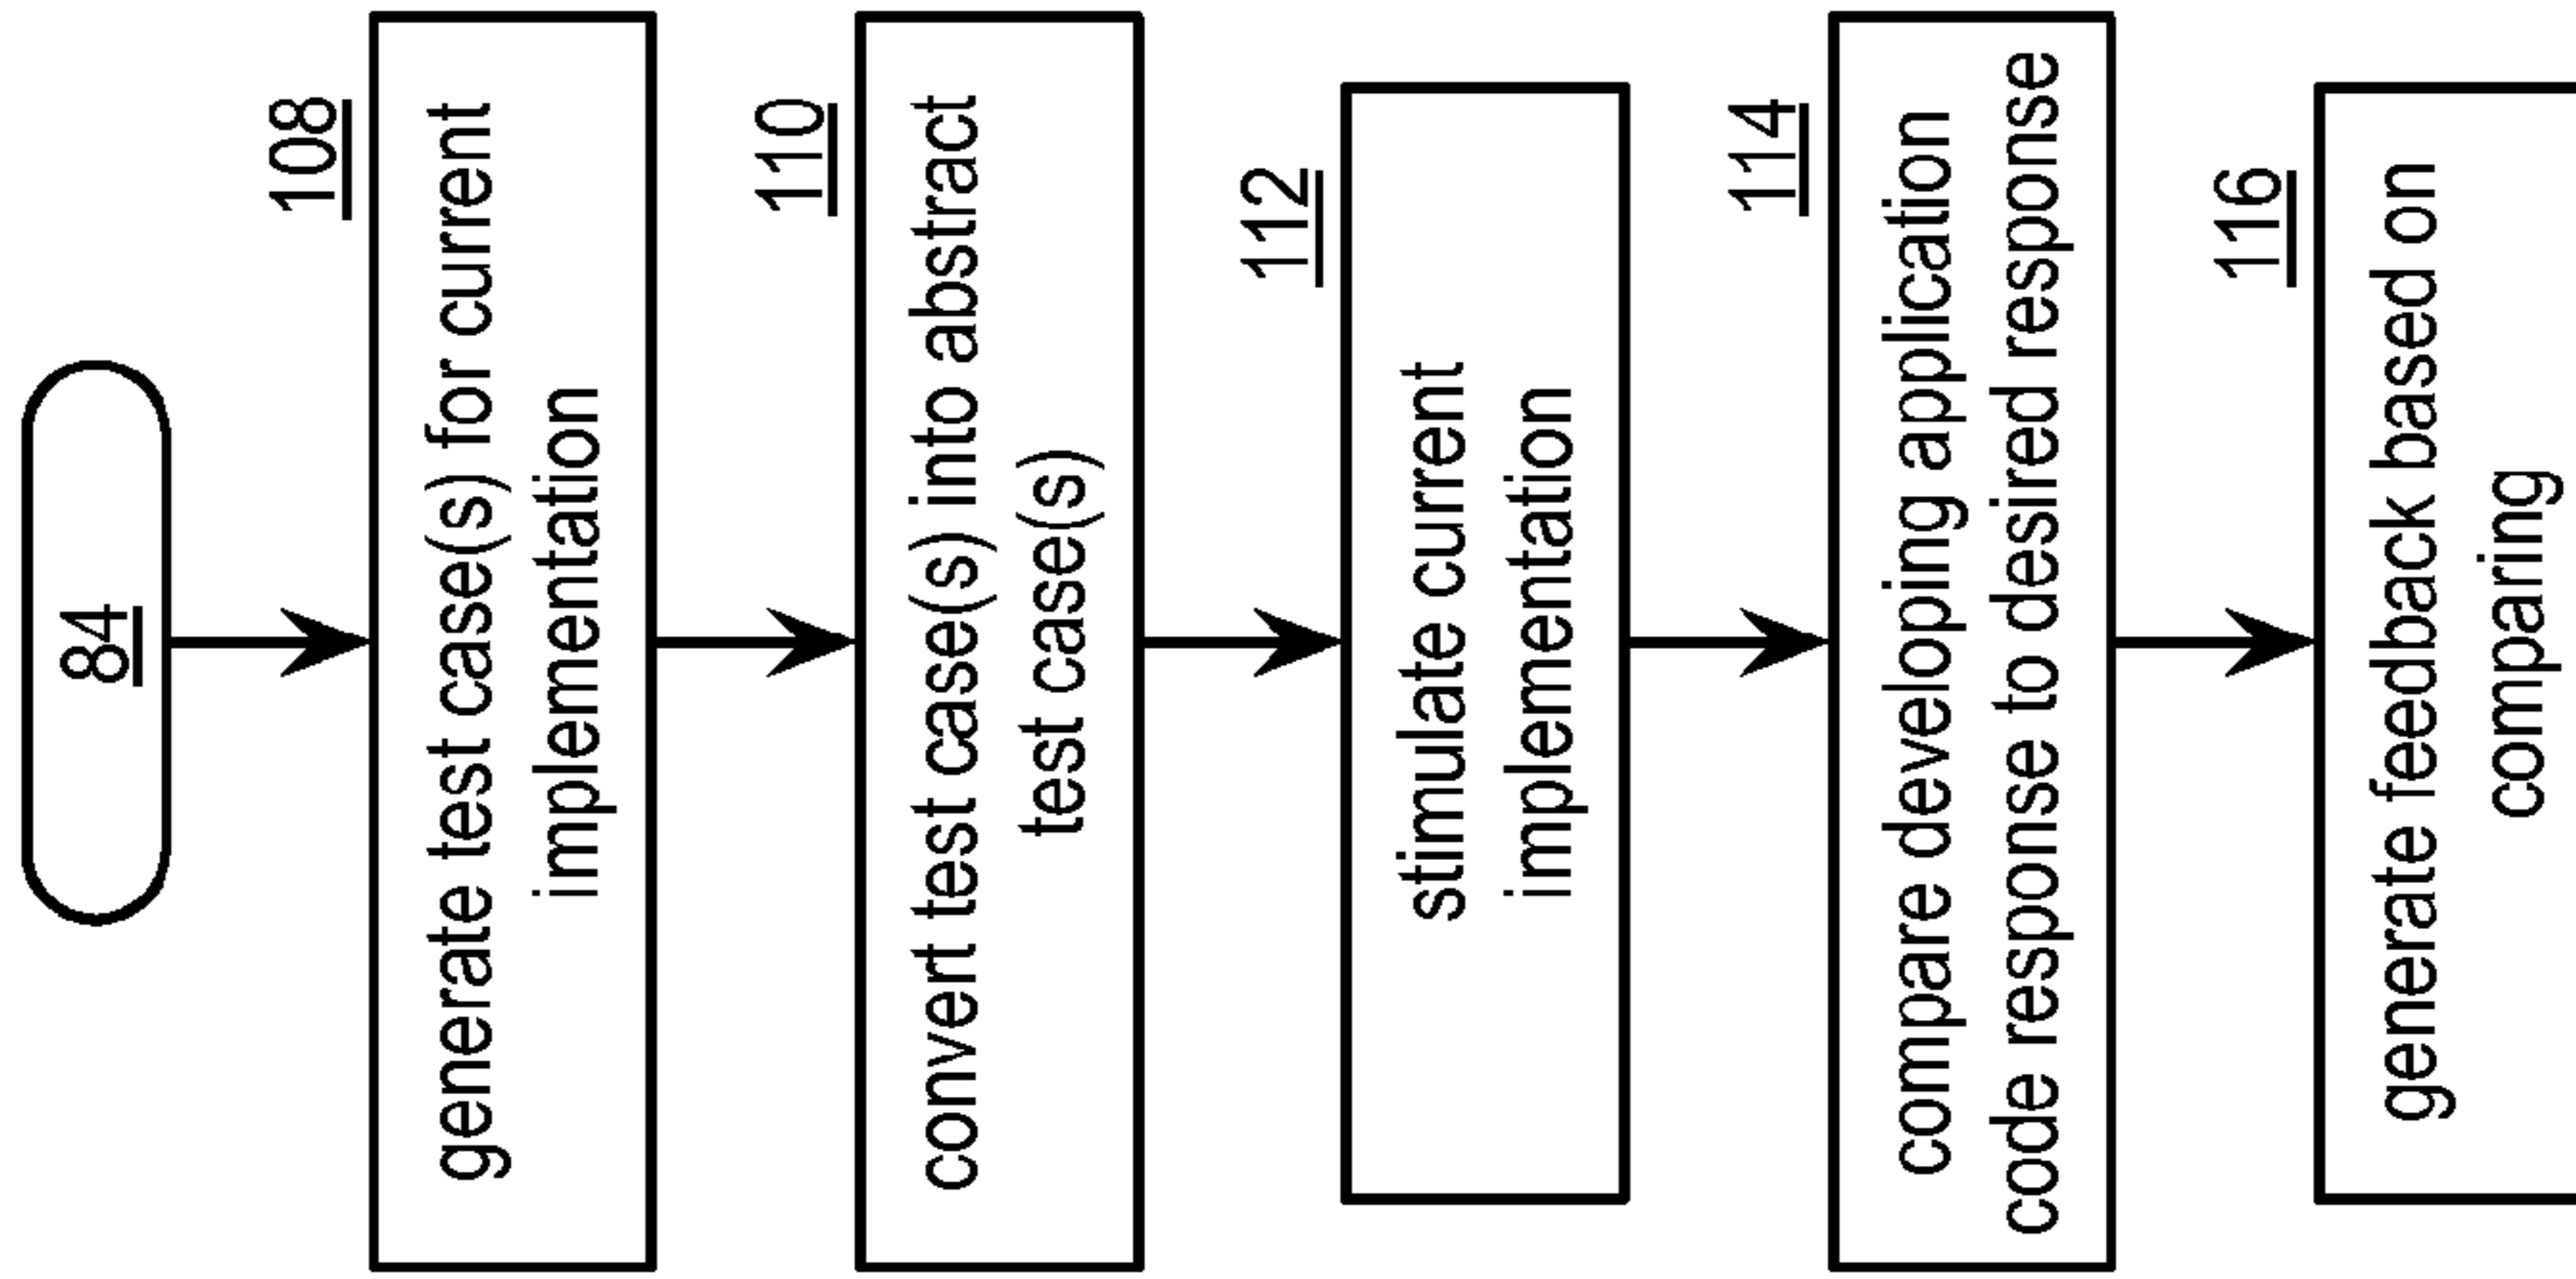 84
108
generate test case(s) for current
implementation
110
convert test case(s) into abstract
test case(s)
112
stimulate current
implementation
114
compare developing application
code response to desired response
116
generate feedback based on
comparing